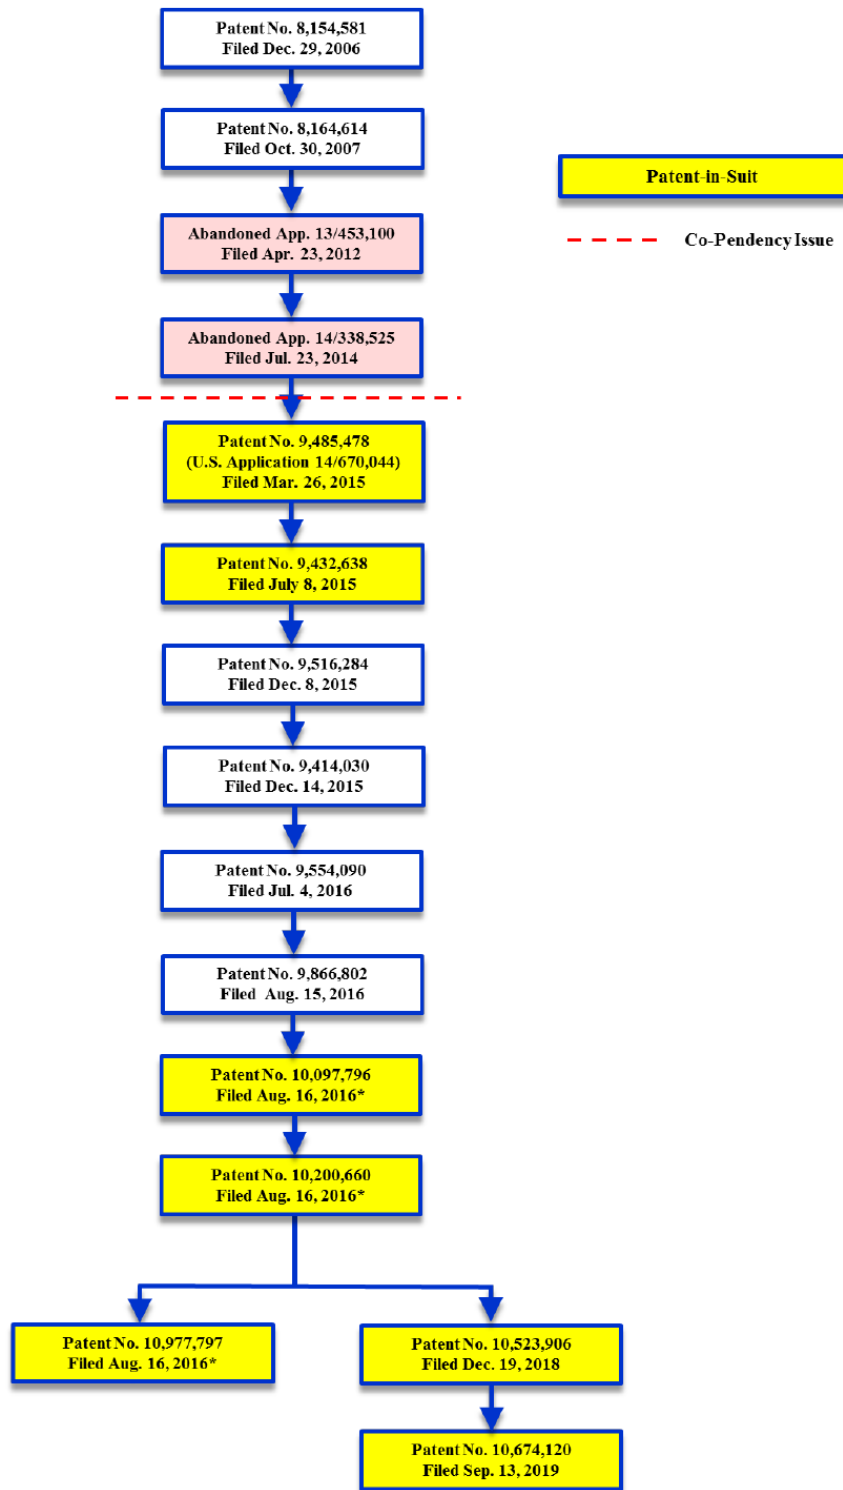 Patent No. 8,154,581
Filed Dec. 29, 2006
Patent No. 8,164,614
Filed Oct. 30, 2007
Patent-in-Suit
Abandoned App. 13/453,100
Filed Apr. 23, 2012
Co-Pendency Issue
Abandoned App. 14/338,525
Filed Jul. 23, 2014
Patent No. 9,485,478
(U.S. Application 14/670,044)
Filed Mar. 26, 2015
Patent No. 9,432,638
Filed July 8, 2015
Patent No. 9,516,284
Filed Dec. 8, 2015
Patent No. 9,414,030
Filed Dec. 14, 2015
Patent No. 9,554,090
Filed Jul. 4, 2016
Patent No. 9,866,802
Filed Aug. 15, 2016
Patent No. 10,097,796
Filed Aug. 16, 2016*
Patent No. 10,200,660
Filed Aug. 16, 2016*
Patent No. 10,977,797
Filed Aug. 16, 2016*
Patent No. 10,523,906
Filed Dec. 19, 2018
Patent No. 10,674,120
Filed Sep. 13, 2019